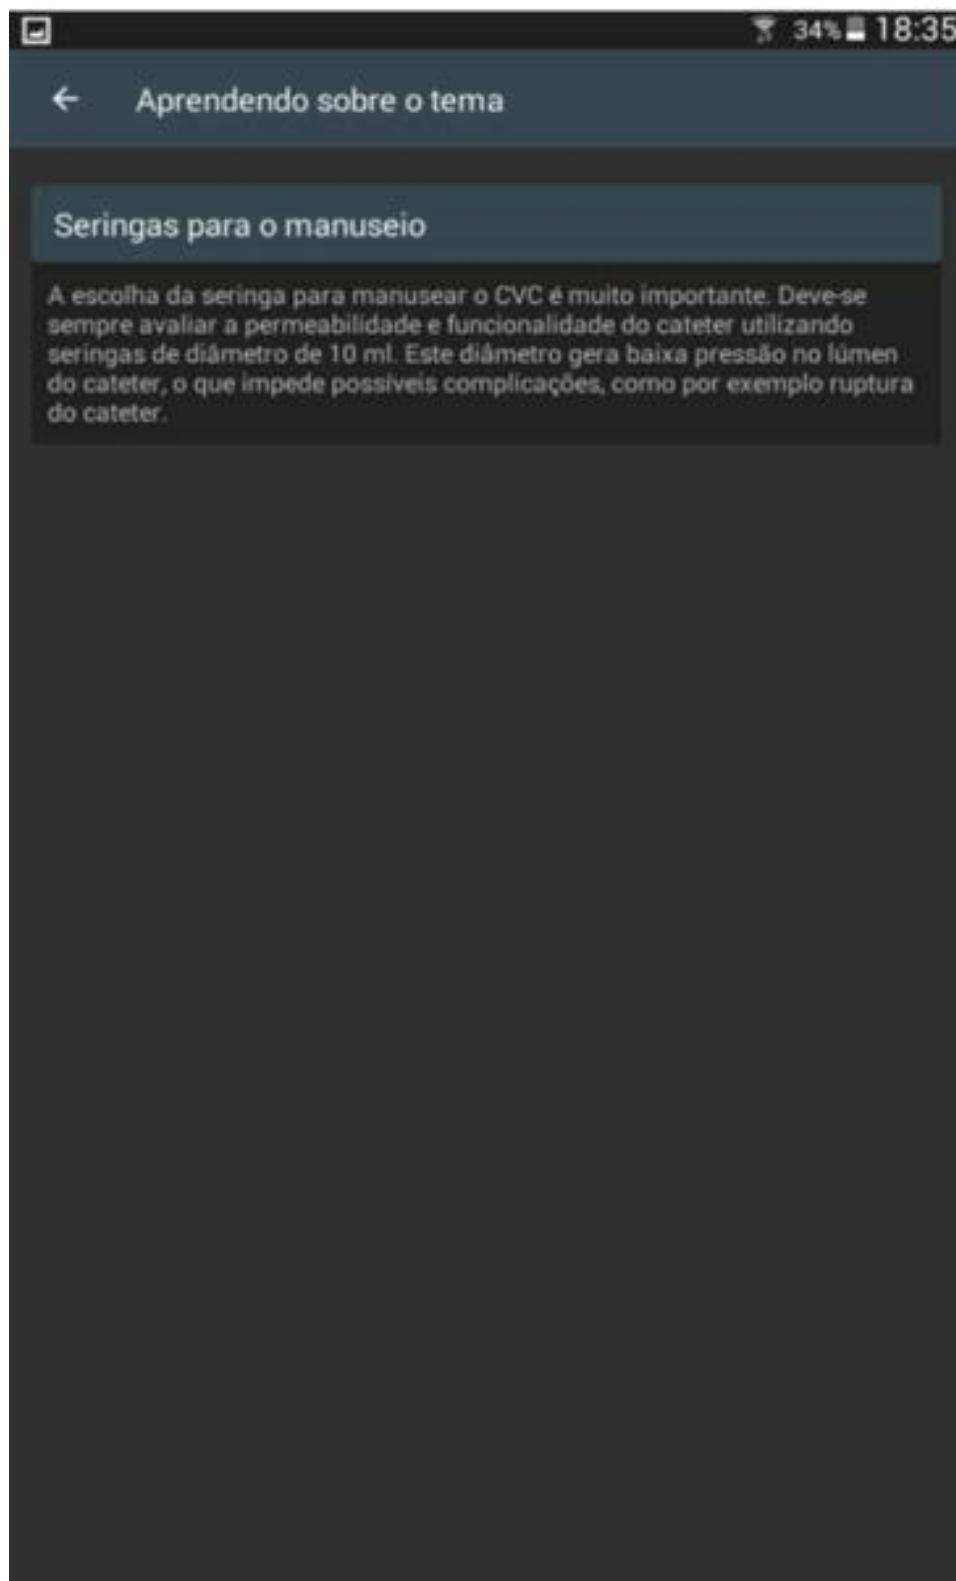 34% 18:35
Aprendendo sobre o tema
Seringas para o manuseio
A escolha da seringa para manusear o CVC é muito importante. Deve-se
sempre avaliar a permeabilidade e funcionalidade do cateter utilizando
seringas de diâmetro de 10 ml. Este diâmetro gera baixa pressão no lúmen
do cateter, o que impede possíveis complicações, como por exemplo ruptura
do cateter.